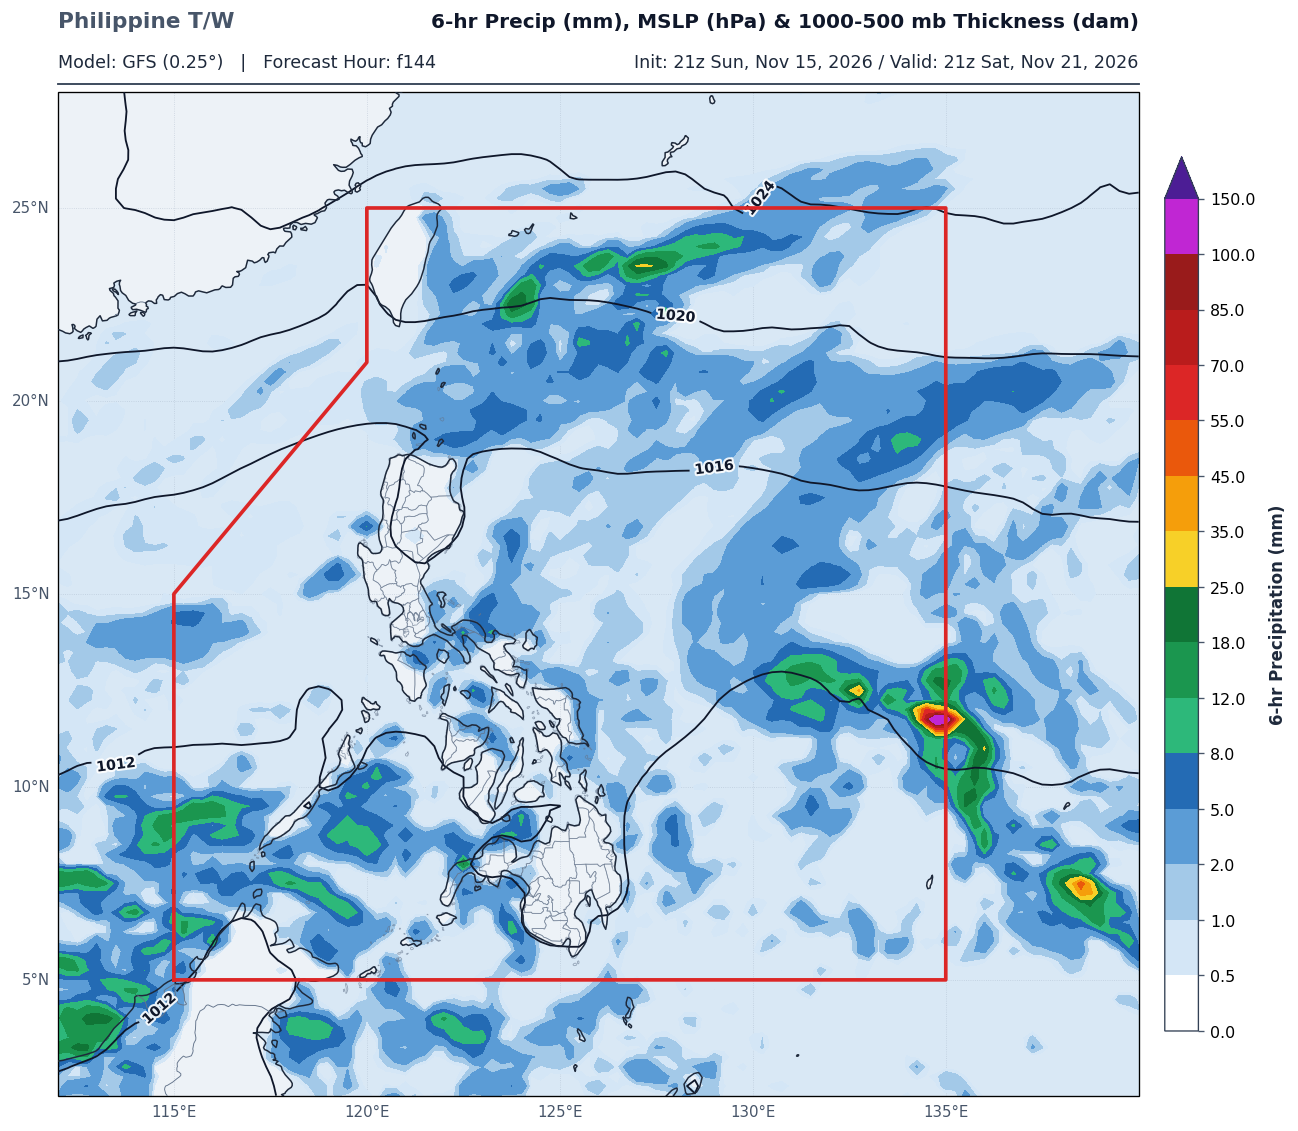 Philippine T/W
6-hr Precip (mm), MSLP (hPa) & 1000-500 mb Thickness (dam)
Model: GFS (0.25°)   |   Forecast Hour: f144
Init: 21z Sun, Nov 15, 2026 / Valid: 21z Sat, Nov 21, 2026
25°N
20°N
15°N
10°N
5°N
1024
1020
1016
1012
1012
115°E
120°E
125°E
130°E
135°E
150.0
100.0
85.0
70.0
55.0
45.0
35.0
25.0
18.0
12.0
8.0
5.0
2.0
1.0
0.5
0.0
6-hr Precipitation (mm)